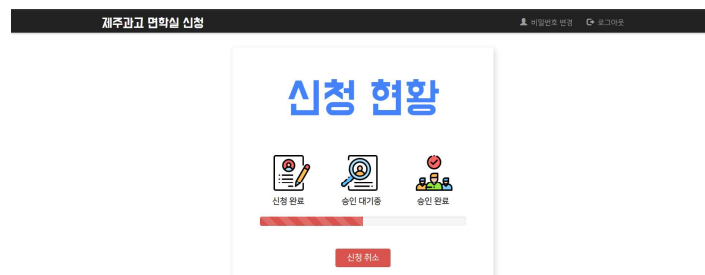 제주과고 면학실 신청
비밀번호 변경 로그아웃
신청 현황
신청 완료 승인 대기중 승인 완료
신청 취소